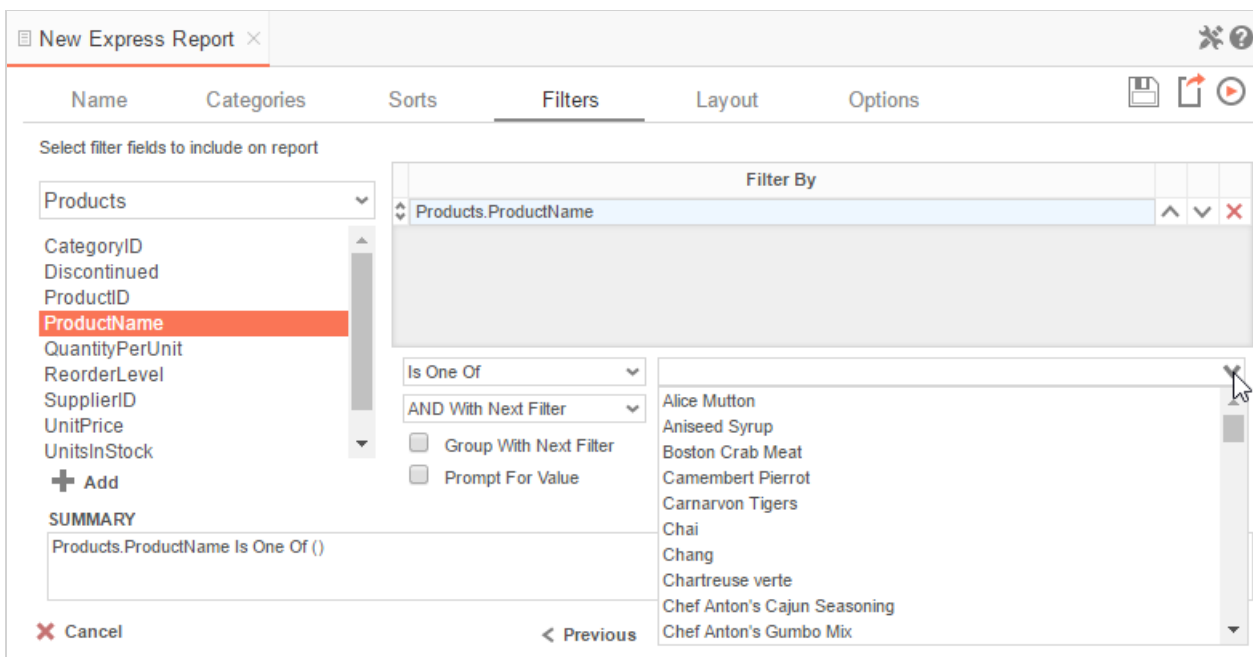 New Express Report
Name Categories Sorts Filters Layout Options
Select filter fields to include on report
Products
CategoryID
Discontinued
ProductID
ProductName
QuantityPerUnit
ReorderLevel
SupplierID
UnitPrice
UnitsInStock
Add
Filter By
Products.ProductName
Is One Of
AND With Next Filter
Group With Next Filter
Prompt For Value
Alice Mutton
Aniseed Syrup
Boston Crab Meat
Camembert Pierrot
Carnarvon Tigers
Chai
Chang
Chartreuse verte
Chef Anton's Cajun Seasoning
Chef Anton's Gumbo Mix
SUMMARY
Products.ProductName Is One Of ()
Cancel
< Previous